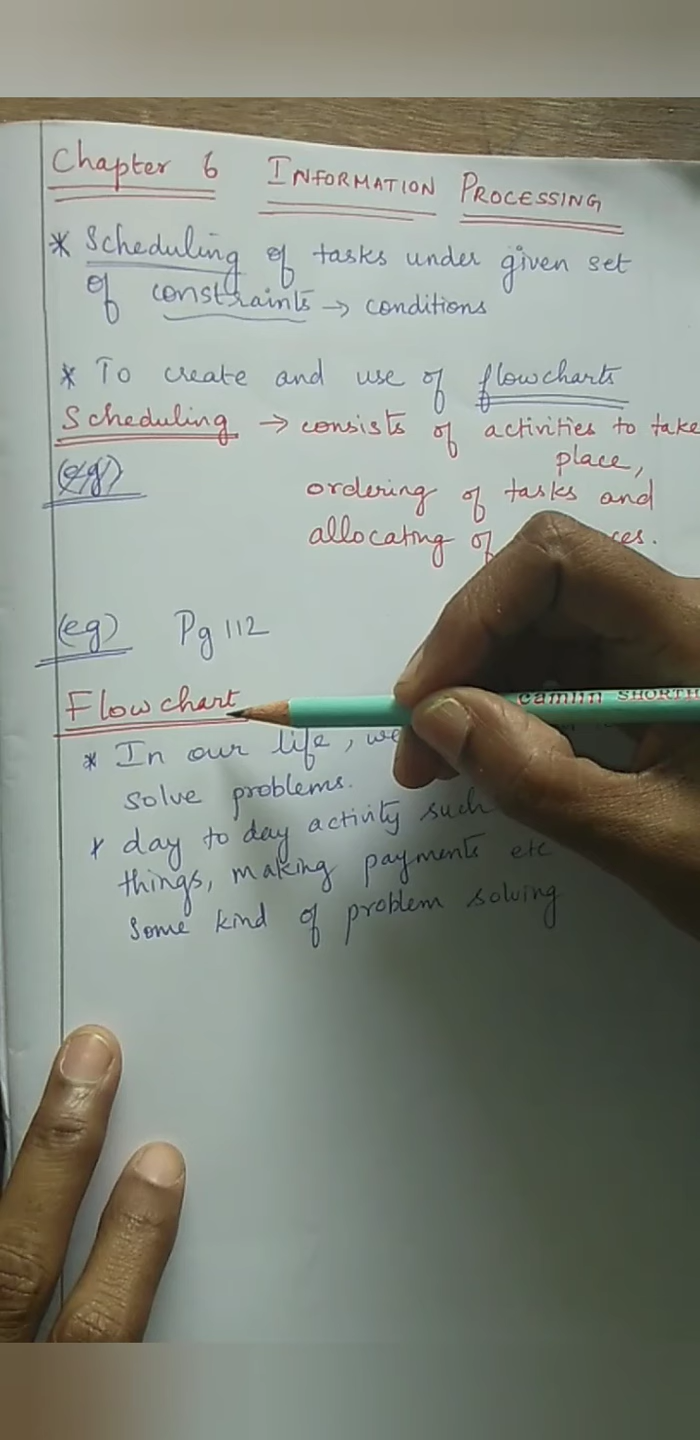 Chapter 6 INFORMATION PROCESSING
* Scheduling of tasks under given set
of constraints → conditions
* To create and use of flowcharts
Scheduling → consists of activities to take
place,
(eg)
ordering of tasks and
allocating of
(eg) Pg 112
Flow chart
camlin SHORTH
* In our life, we
solve problems.
* day to day activity such
things, making payments etc
some kind of problem solving